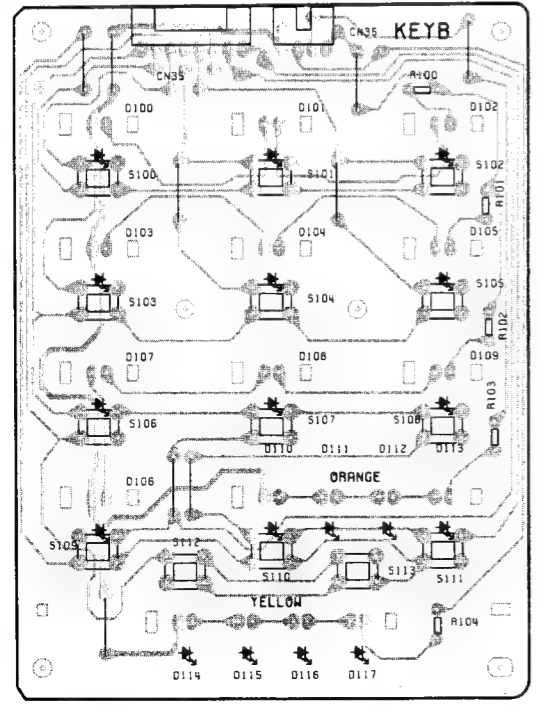 CN36 KEYB
CN35 R100
D100 D101 D102
S100 S101 S102
R101
D103 D104 D105
S103 S104 S105
R102
D107 D108 D109
R103
S106 S107 S108
D110 D111 D112 D113
D106 ORANGE
S109 S112 S110 S113 S111
YELLOW
R104
D114 D115 D116 D117